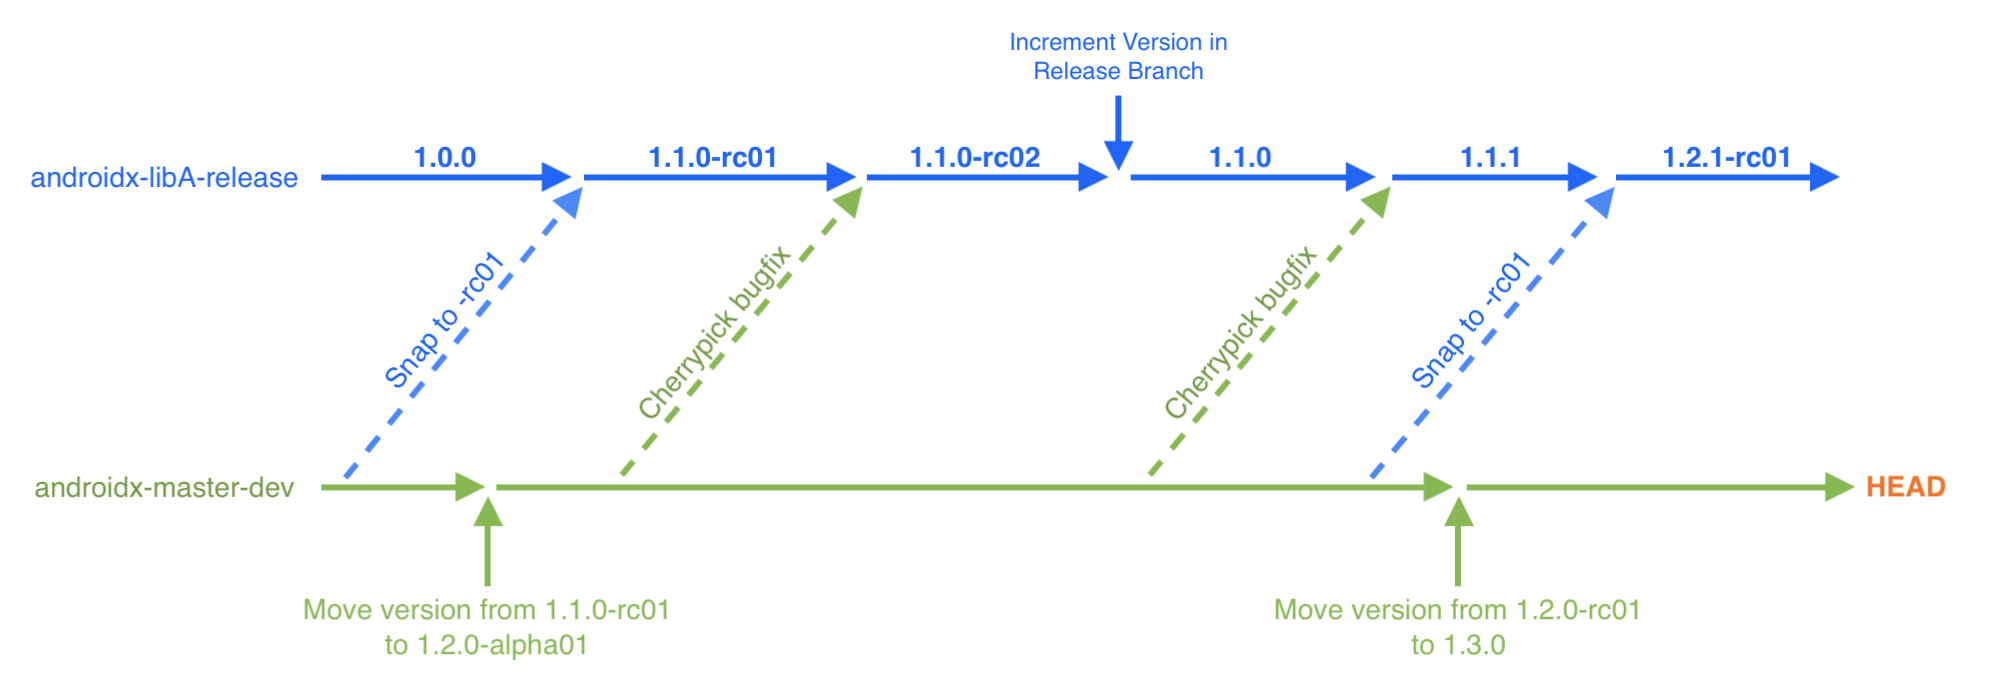 Increment Version in
Release Branch
androidx-libA-release
1.0.0
1.1.0-rc01
1.1.0-rc02
1.1.0
1.1.1
1.2.1-rc01
Snap to -rc01
Cherrypick bugfix
Cherrypick bugfix
Snap to -rc01
androidx-master-dev
HEAD
Move version from 1.1.0-rc01
to 1.2.0-alpha01
Move version from 1.2.0-rc01
to 1.3.0